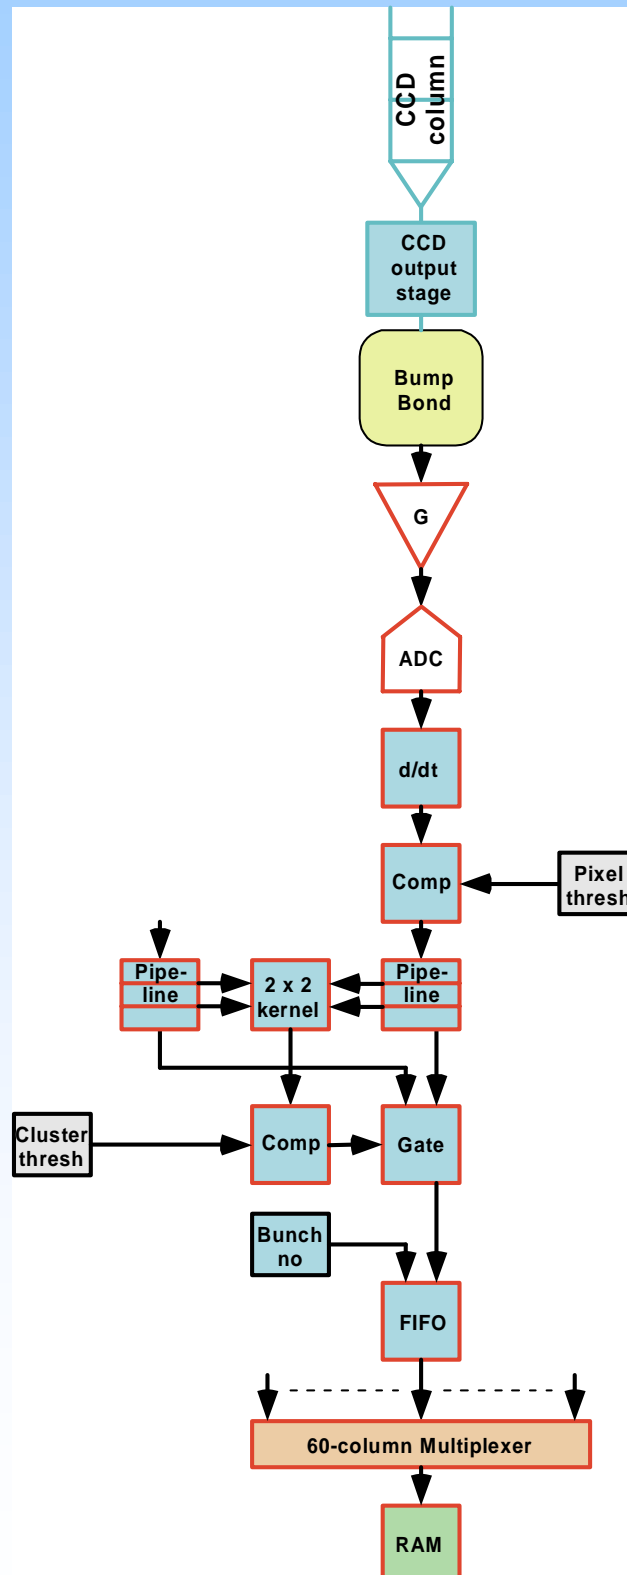 CCD
column
CCD
output
stage
Bump
Bond
G
ADC
d/dt
Comp
Pixel
thresh
Pipe-
line
2 x 2
kernel
Pipe-
line
Cluster
thresh
Comp
Gate
Bunch
no
FIFO
60-column Multiplexer
RAM